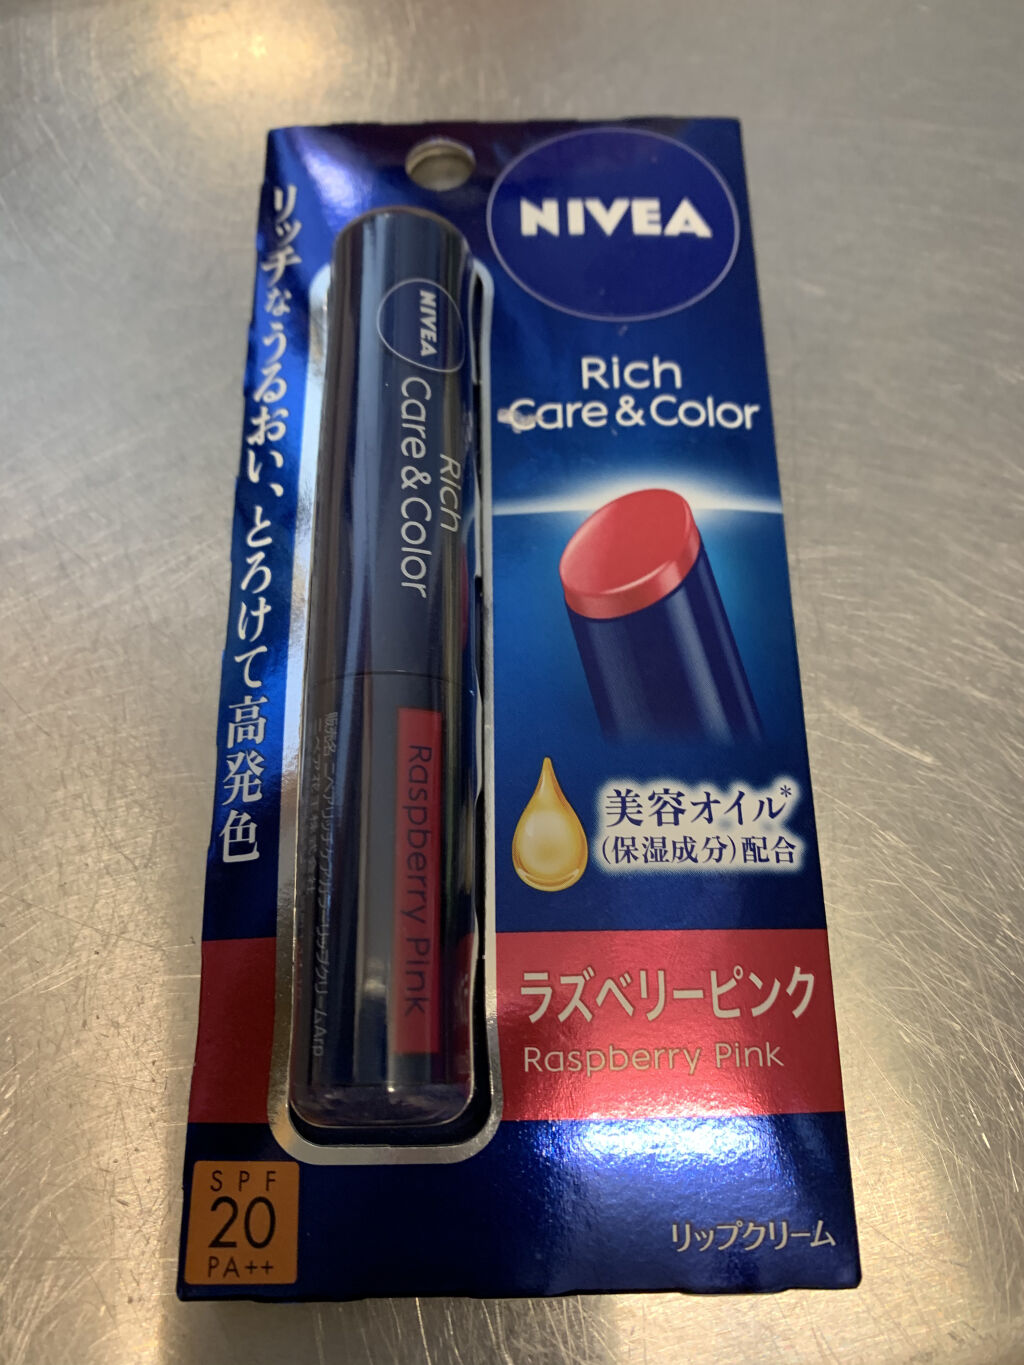 NIVEA
Rich
Care & Color
リッチなうるおい、とろけて高発色
NIVEA
Rich
Care & Color
Raspberry Pink
美容オイル*
(保湿成分)配合
ラズベリーピンク
Raspberry Pink
SPF
20
PA++
リップクリーム